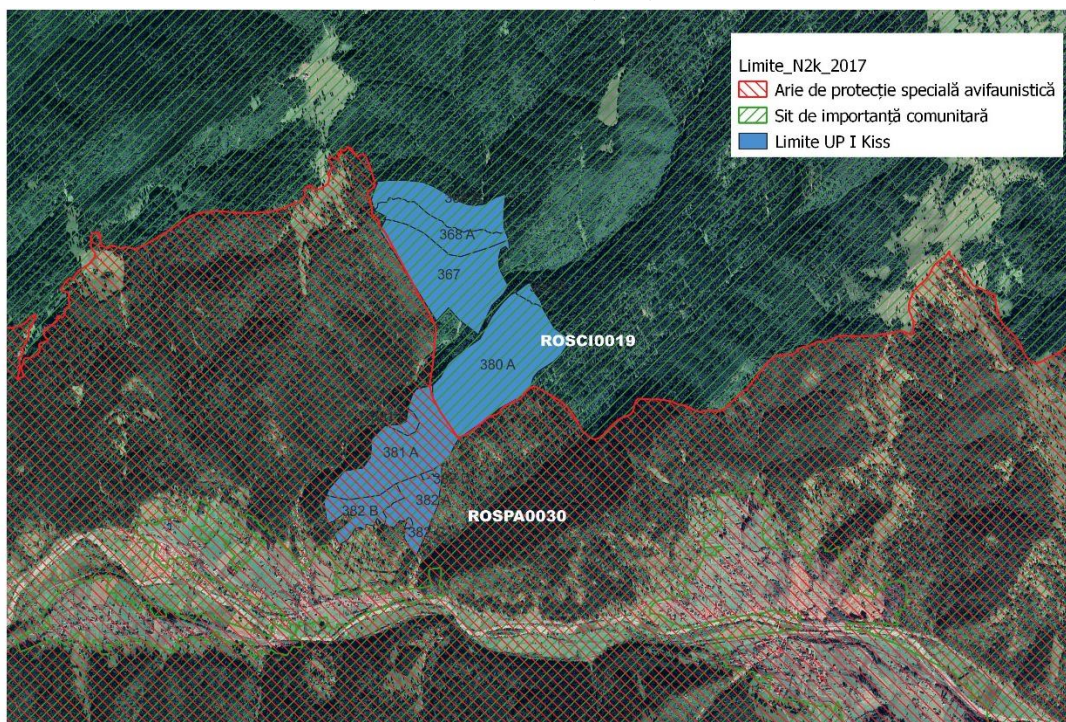 Limite_N2k_2017
Arie de protecție specială avifaunistică
Sit de importanță comunitară
Limite UP I Kiss
368 A
367
ROSCI0019
380 A
381 A
382 B
ROSPA0030